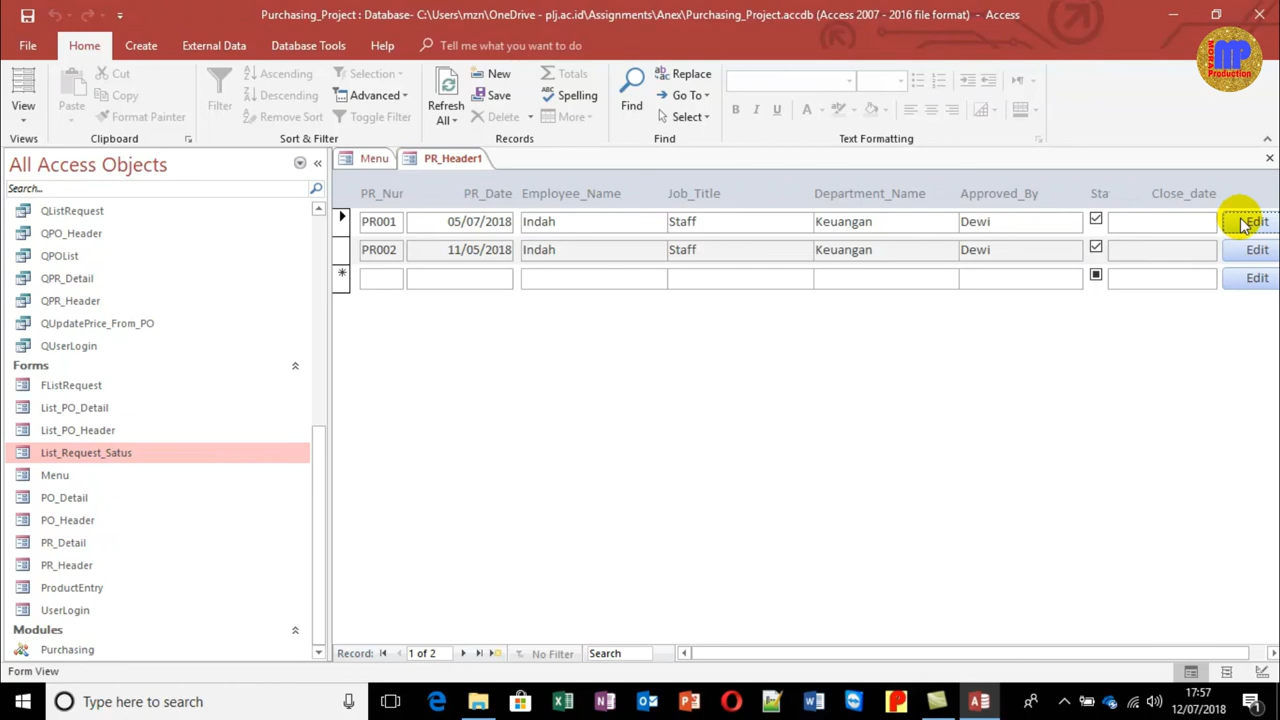 Purchasing_Project : Database- C:\Users\mzn\OneDrive - plj.ac.id\Assignments\Anex\Purchasing_Project.accdb (Access 2007 - 2016 file format) - Access
File Home Create External Data Database Tools Help Tell me what you want to do
MORA MP Production
View
Views
Paste
Cut
Copy
Format Painter
Clipboard
Filter
Ascending
Descending
Remove Sort
Selection
Advanced
Toggle Filter
Sort & Filter
Refresh All
New
Save
Delete
Totals
Spelling
More
Records
Find
Replace
Go To
Select
Find
B I U A
Text Formatting
All Access Objects
Search...
QListRequest
QPO_Header
QPOList
QPR_Detail
QPR_Header
QUpdatePrice_From_PO
QUserLogin
Forms
FListRequest
List_PO_Detail
List_PO_Header
List_Request_Satus
Menu
PO_Detail
PO_Header
PR_Detail
PR_Header
ProductEntry
UserLogin
Modules
Purchasing
Menu PR_Header1
PR_Nur PR_Date Employee_Name Job_Title Department_Name Approved_By Sta Close_date
PR001 05/07/2018 Indah Staff Keuangan Dewi Edit
PR002 11/05/2018 Indah Staff Keuangan Dewi Edit
Edit
Record: 1 of 2 No Filter Search
Form View
Type here to search
17:57
12/07/2018